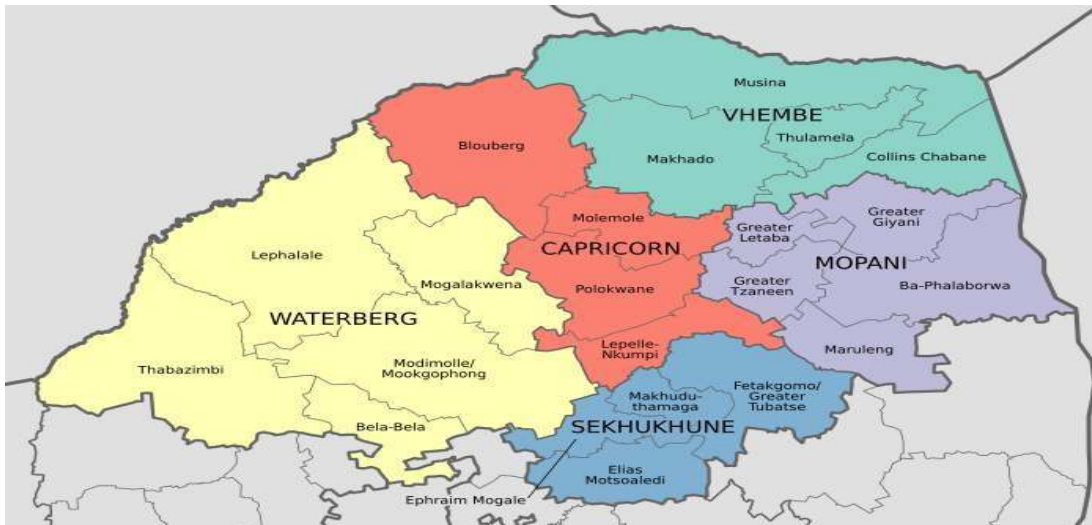 Musina
VHEMBE
Thulamela
Makhado
Collins Chabane
Blouberg
Molemole
CAPRICORN
Polokwane
Lepelle-
Nkumpi
Greater
Letaba
Greater
Giyani
MOPANI
Greater
Tzaneen
Ba-Phalaborwa
Maruleng
Lephalale
Mogalakwena
WATERBERG
Thabazimbi
Modimolle/
Mookgophong
Bela-Bela
Makhudu-
thamaga
Fetakgomo/
Greater
Tubatse
SEKHUKHUNE
Elias
Motsoaledi
Ephraim Mogale